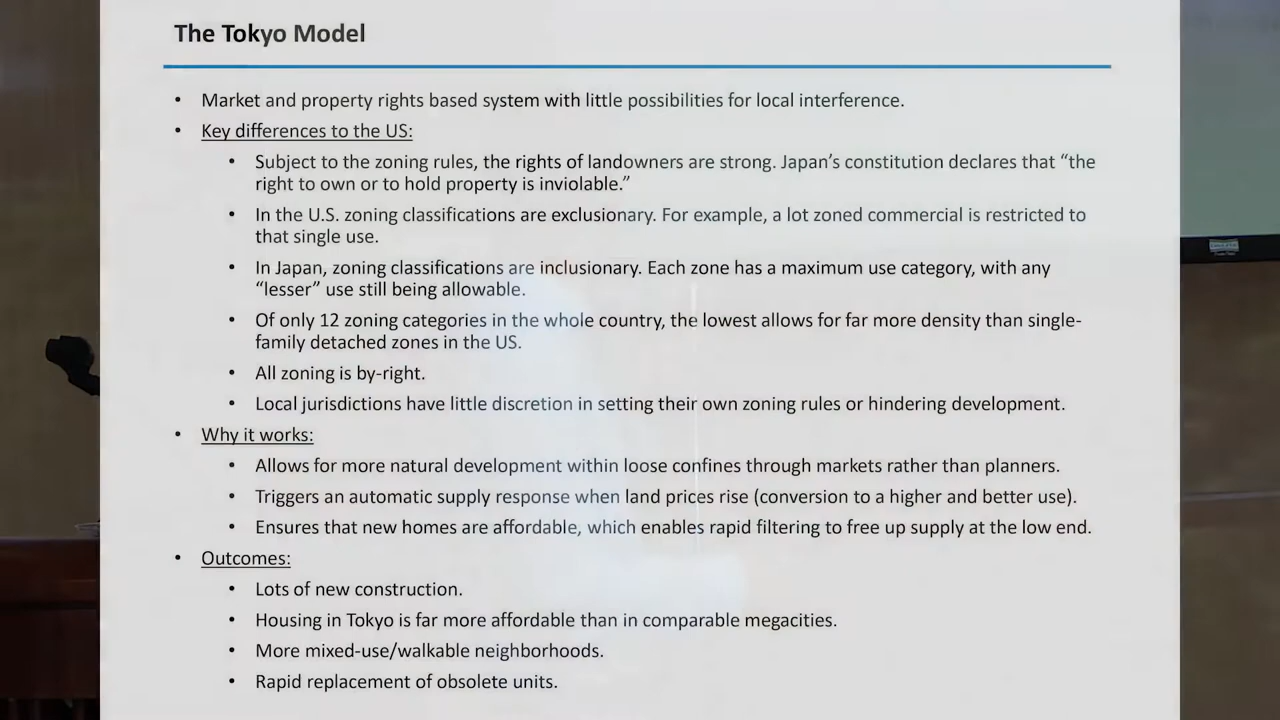 The Tokyo Model
• Market and property rights based system with little possibilities for local interference.
• Key differences to the US:
• Subject to the zoning rules, the rights of landowners are strong. Japan’s constitution declares that “the
right to own or to hold property is inviolable.”
• In the U.S. zoning classifications are exclusionary. For example, a lot zoned commercial is restricted to
that single use.
• In Japan, zoning classifications are inclusionary. Each zone has a maximum use category, with any
“lesser” use still being allowable.
• Of only 12 zoning categories in the whole country, the lowest allows for far more density than single-
family detached zones in the US.
• All zoning is by-right.
• Local jurisdictions have little discretion in setting their own zoning rules or hindering development.
• Why it works:
• Allows for more natural development within loose confines through markets rather than planners.
• Triggers an automatic supply response when land prices rise (conversion to a higher and better use).
• Ensures that new homes are affordable, which enables rapid filtering to free up supply at the low end.
• Outcomes:
• Lots of new construction.
• Housing in Tokyo is far more affordable than in comparable megacities.
• More mixed-use/walkable neighborhoods.
• Rapid replacement of obsolete units.